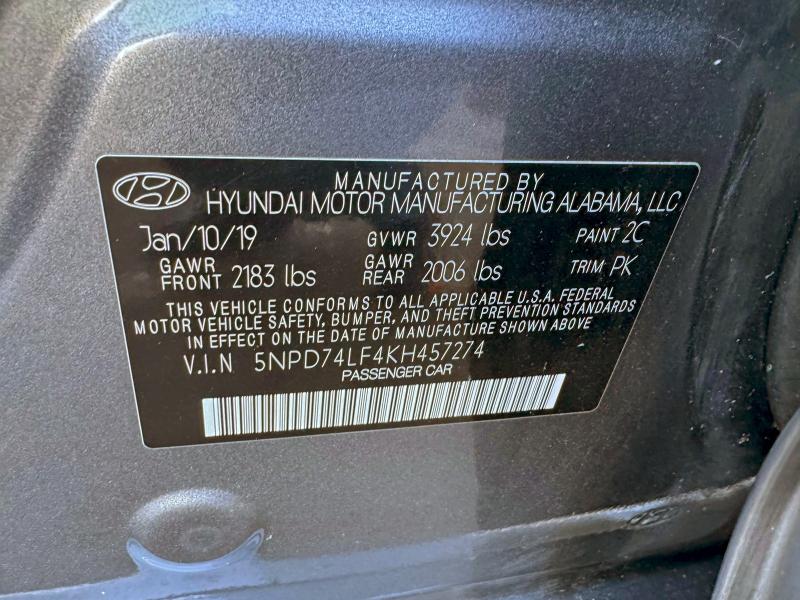 MANUFACTURED BY
HYUNDAI MOTOR MANUFACTURING ALABAMA, LLC
Jan/10/19 GVWR 3924 lbs PAINT 2C
GAWR FRONT 2183 lbs GAWR REAR 2006 lbs TRIM PK
THIS VEHICLE CONFORMS TO ALL APPLICABLE U.S.A. FEDERAL
MOTOR VEHICLE SAFETY, BUMPER, AND THEFT PREVENTION STANDARDS
IN EFFECT ON DATE OF MANUFACTURE SHOWN ABOVE
V.I.N 5NPD74LF4KH457274
PASSENGER CAR